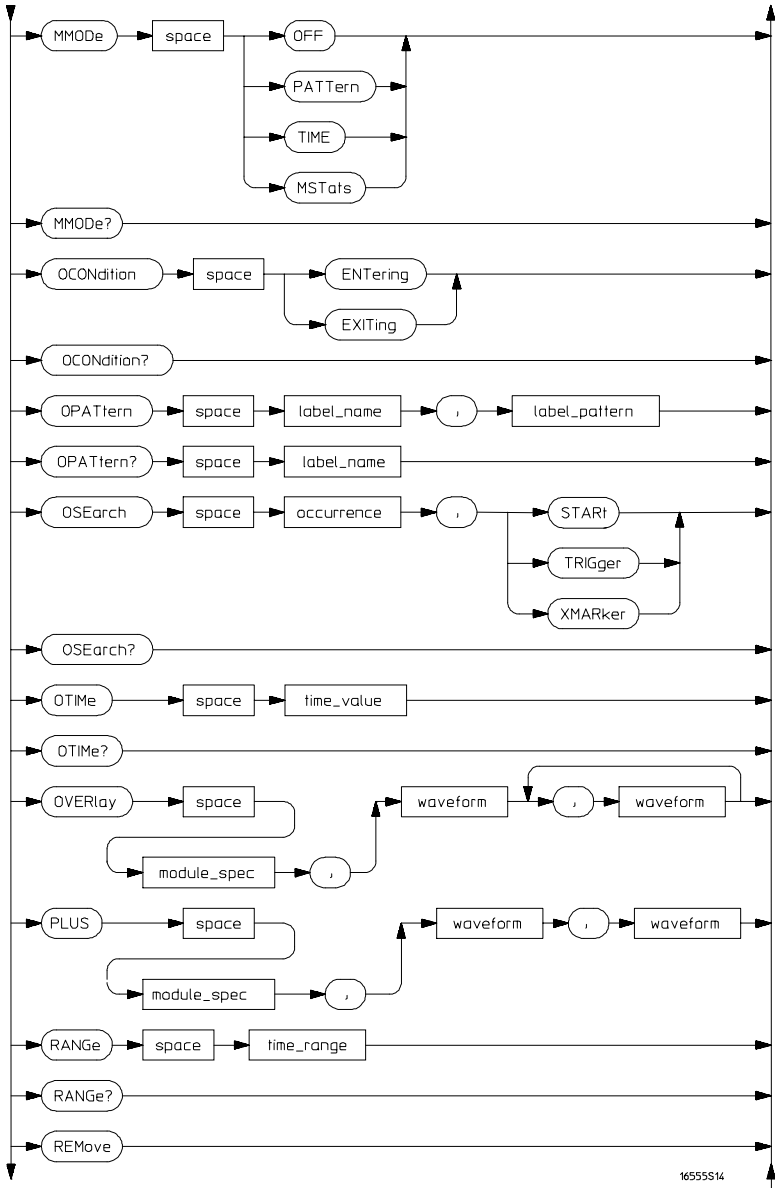 MMODe space OFF
PATTern
TIME
MSTats
MMODe?
OCONdition space ENTering
EXITing
OCONdition?
OPATtern space label_name , label_pattern
OPATtern? space label_name
OSEarch space occurrence , STARt
TRIGger
XMARker
OSEarch?
OTIMe space time_value
OTIMe?
OVERlay space waveform , waveform
module_spec ,
PLUS space waveform , waveform
module_spec ,
RANGe space time_range
RANGe?
REMove
16555S14